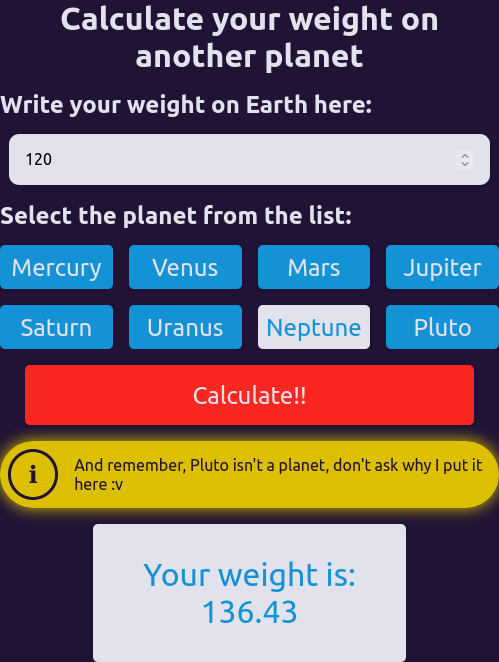 Calculate your weight on
another planet
Write your weight on Earth here:
120
Select the planet from the list:
Mercury Venus Mars Jupiter
Saturn Uranus Neptune Pluto
Calculate!!
i And remember, Pluto isn't a planet, don't ask why I put it
here :v
Your weight is:
136.43